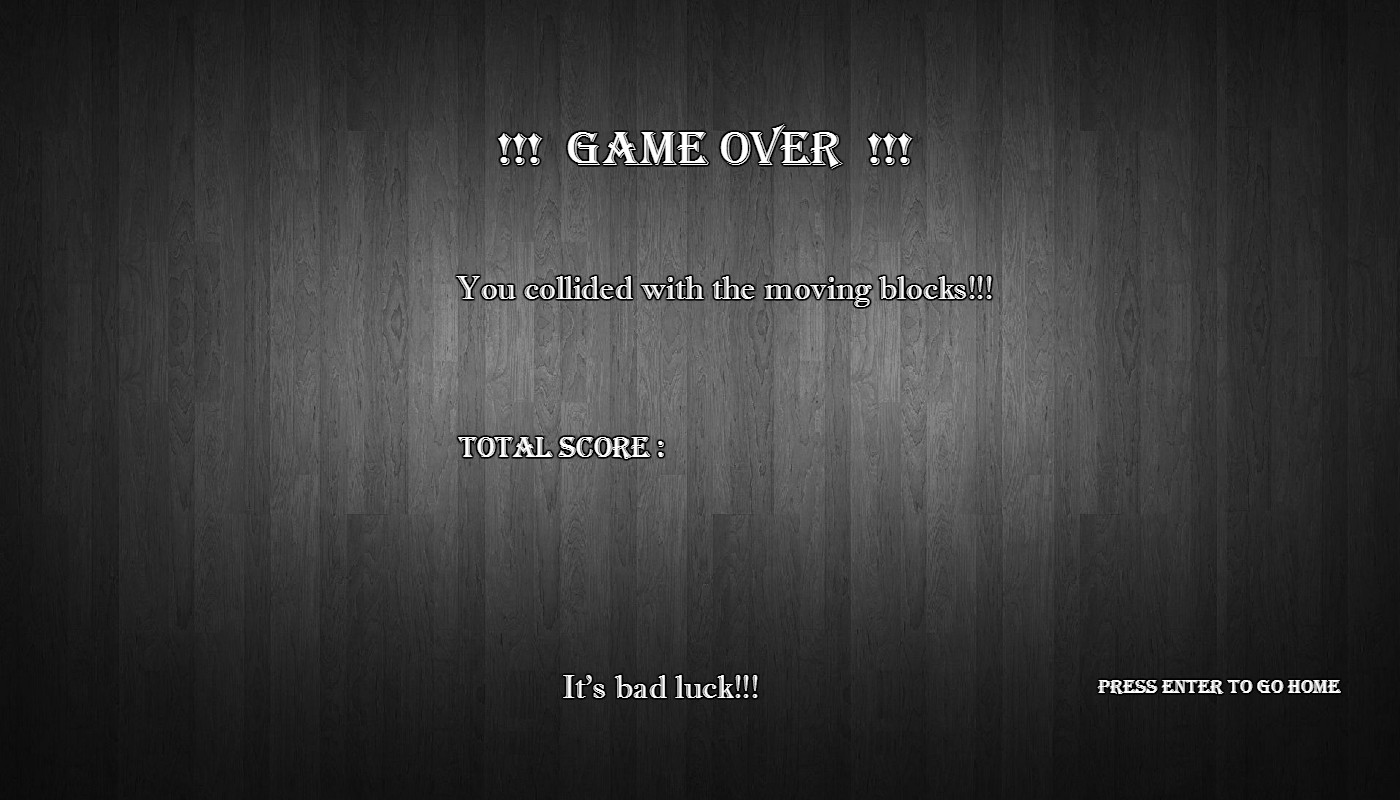 !!! GAME OVER !!!
You collided with the moving blocks!!!
TOTAL SCORE :
It's bad luck!!!
PRESS ENTER TO GO HOME